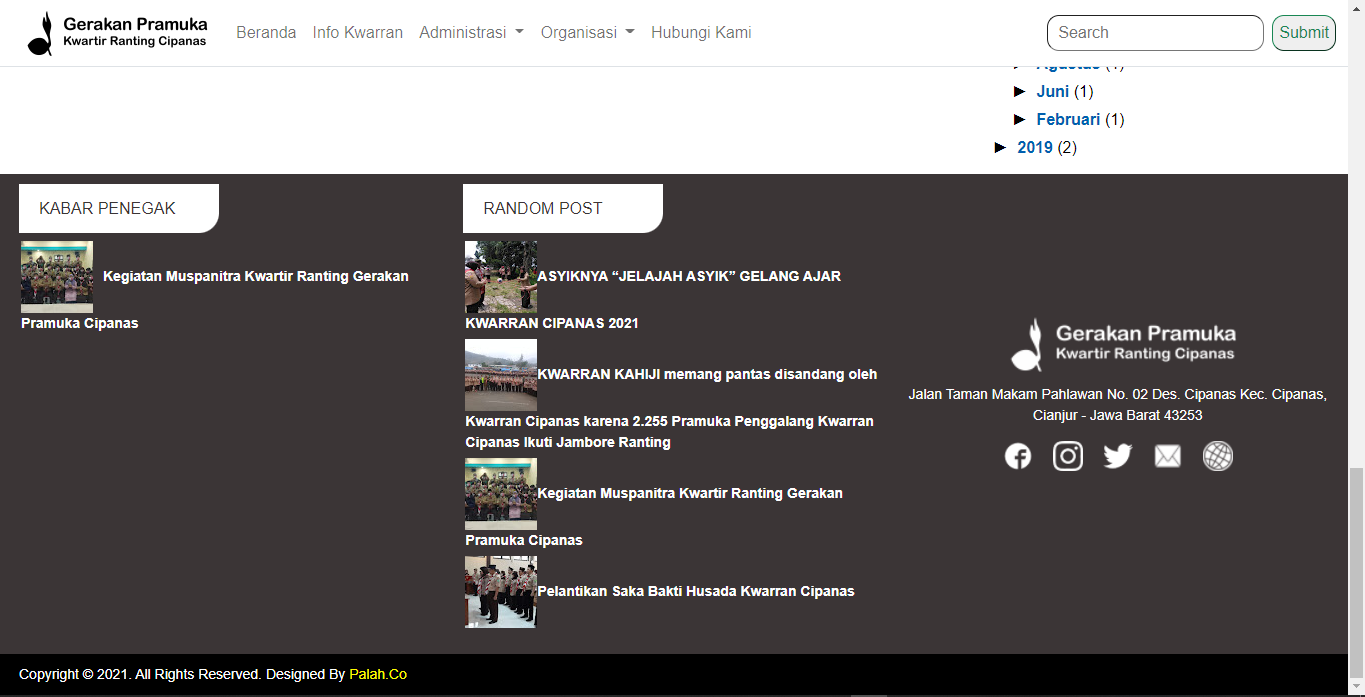 Gerakan Pramuka
Kwartir Ranting Cipanas
Beranda Info Kwarran Administrasi Organisasi Hubungi Kami
Search Submit
Agustus (1)
► Juni (1)
► Februari (1)
► 2019 (2)
KABAR PENEGAK
Kegiatan Muspanitra Kwartir Ranting Gerakan
Pramuka Cipanas
RANDOM POST
ASYIKNYA “JELAJAH ASYIK” GELANG AJAR
KWARRAN CIPANAS 2021
KWARRAN KAHIJI memang pantas disandang oleh
Kwarran Cipanas karena 2.255 Pramuka Penggalang Kwarran
Cipanas Ikuti Jambore Ranting
Kegiatan Muspanitra Kwartir Ranting Gerakan
Pramuka Cipanas
Pelantikan Saka Bakti Husada Kwarran Cipanas
Gerakan Pramuka
Kwartir Ranting Cipanas
Jalan Taman Makam Pahlawan No. 02 Des. Cipanas Kec. Cipanas,
Cianjur - Jawa Barat 43253
Copyright © 2021. All Rights Reserved. Designed By Palah.Co